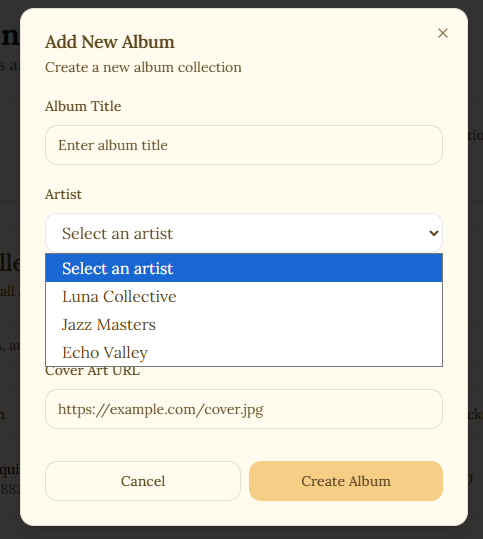 Add New Album
Create a new album collection
Album Title
Enter album title
Artist
Select an artist
Select an artist
Luna Collective
Jazz Masters
Echo Valley
Cover Art URL
https://example.com/cover.jpg
Cancel
Create Album